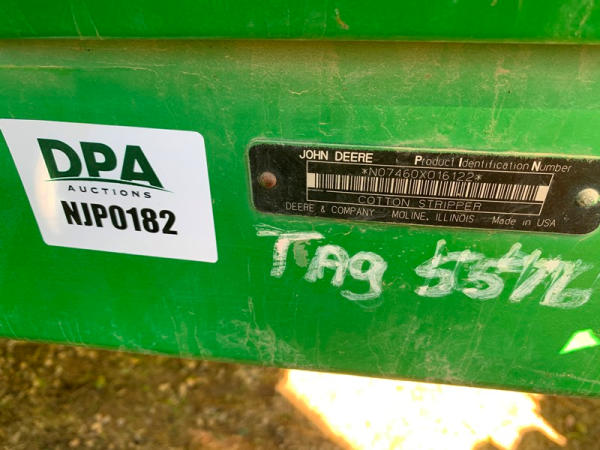 DPA
AUCTIONS
NJP0182
JOHN DEERE Product Identification Number
*N07460X016122*
COTTON STRIPPER
DEERE & COMPANY MOLINE, ILLINOIS Made in USA
TAg